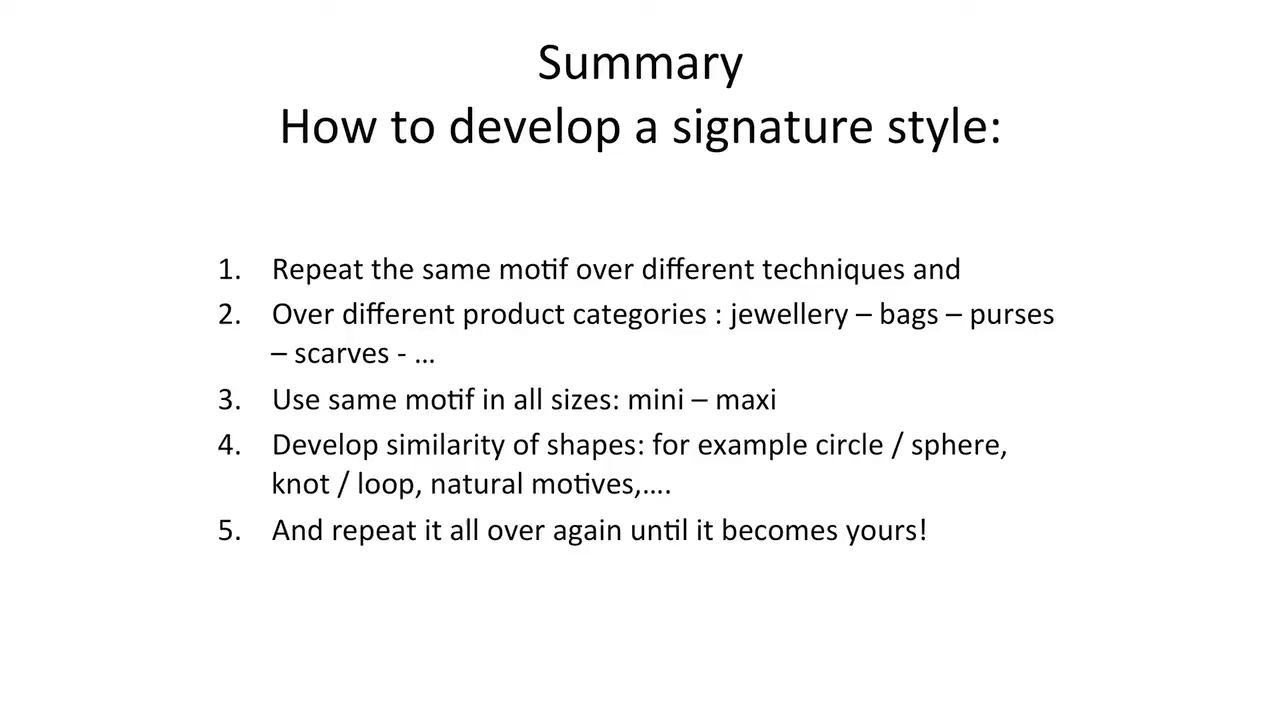 Summary
How to develop a signature style:
1. Repeat the same motif over different techniques and
2. Over different product categories : jewellery – bags – purses
– scarves - ...
3. Use same motif in all sizes: mini – maxi
4. Develop similarity of shapes: for example circle / sphere,
knot / loop, natural motives,....
5. And repeat it all over again until it becomes yours!